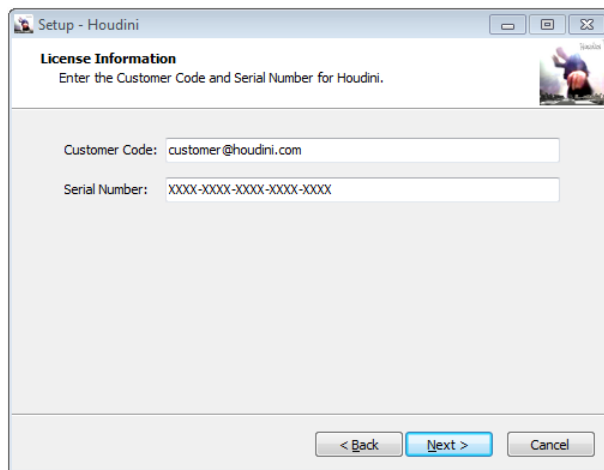 Setup - Houdini
License Information
Enter the Customer Code and Serial Number for Houdini.
Houdini
Customer Code: customer@houdini.com
Serial Number: XXXX-XXXX-XXXX-XXXX-XXXX
< Back Next > Cancel